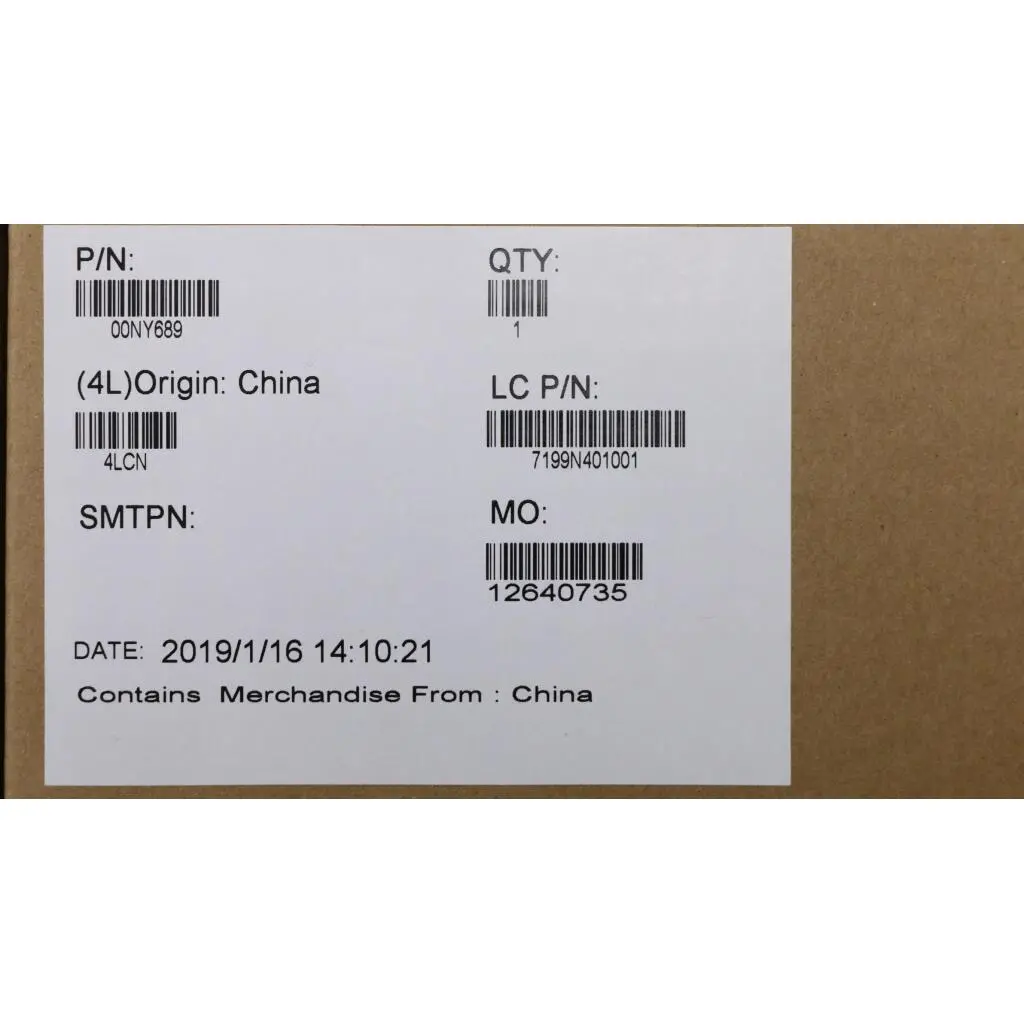 P/N:
00NY689
QTY:
1
(4L)Origin: China
4LCN
LC P/N:
7199N401001
SMTPN:
MO:
12640735
DATE: 2019/1/16 14:10:21
Contains Merchandise From : China